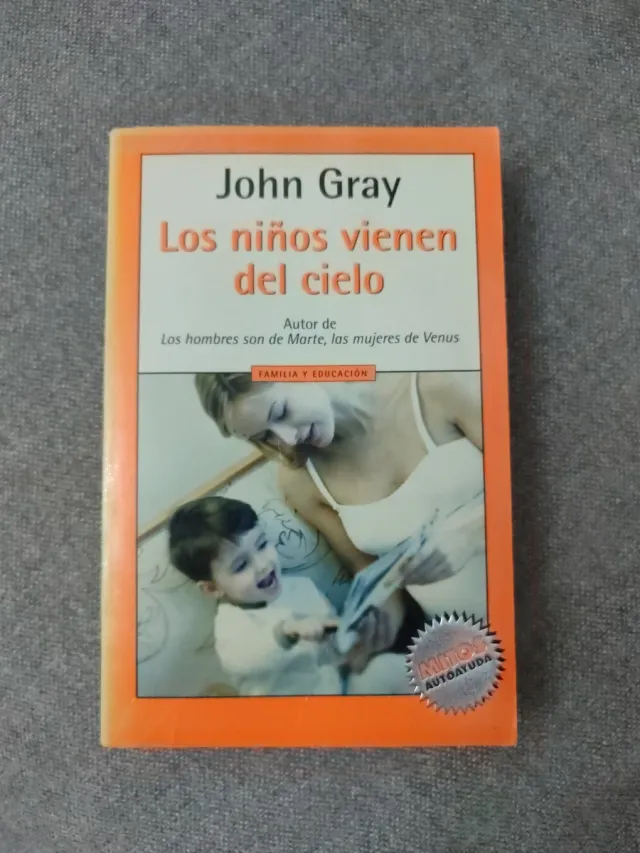 John Gray
Los niños vienen
del cielo
Autor de
Los hombres son de Marte, las mujeres de Venus
FAMILIA Y EDUCACIÓN
MITOS
AUTOAYUDA